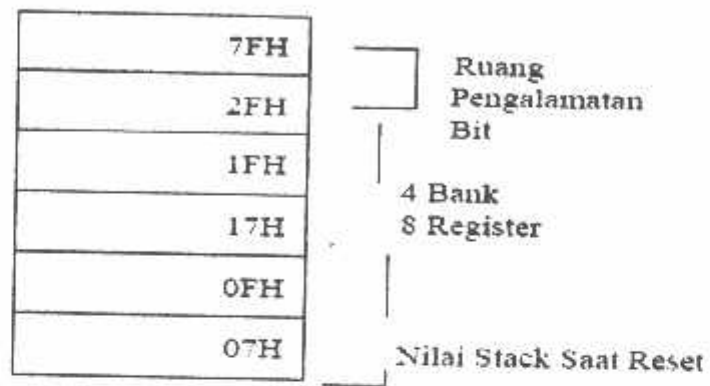 7FH
2FH
1FH
17H
0FH
07H
Ruang
Pengalamatan
Bit
4 Bank
8 Register
Nilai Stack Saat Reset